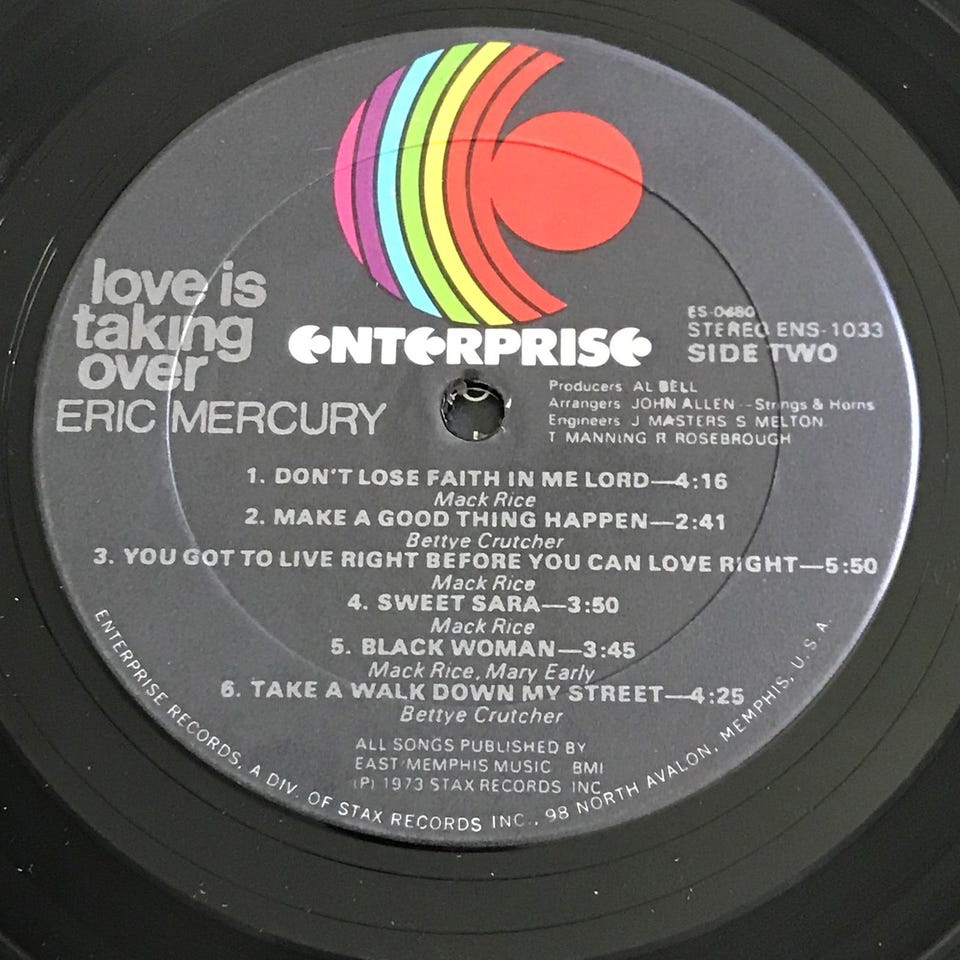 love is
taking
over
ERIC MERCURY
ENTERPRISE
ES-0480
STEREO ENS-1033
SIDE TWO
Producers AL BELL
Arrangers JOHN ALLEN--Strings & Horns
Engineers J MASTERS S MELTON
T MANNING R ROSEBROUGH
1. DON'T LOSE FAITH IN ME LORD—4:16
Mack Rice
2. MAKE A GOOD THING HAPPEN—2:41
Bettye Crutcher
3. YOU GOT TO LIVE RIGHT BEFORE YOU CAN LOVE RIGHT—5:50
Mack Rice
4. SWEET SARA—3:50
Mack Rice
5. BLACK WOMAN—3:45
Mack Rice, Mary Early
6. TAKE A WALK DOWN MY STREET—4:25
Bettye Crutcher
ALL SONGS PUBLISHED BY
EAST/MEMPHIS MUSIC BMI
(P) 1973 STAX RECORDS INC
ENTERPRISE RECORDS, A DIV. OF STAX RECORDS INC., 98 NORTH AVALON, MEMPHIS, U.S.A.